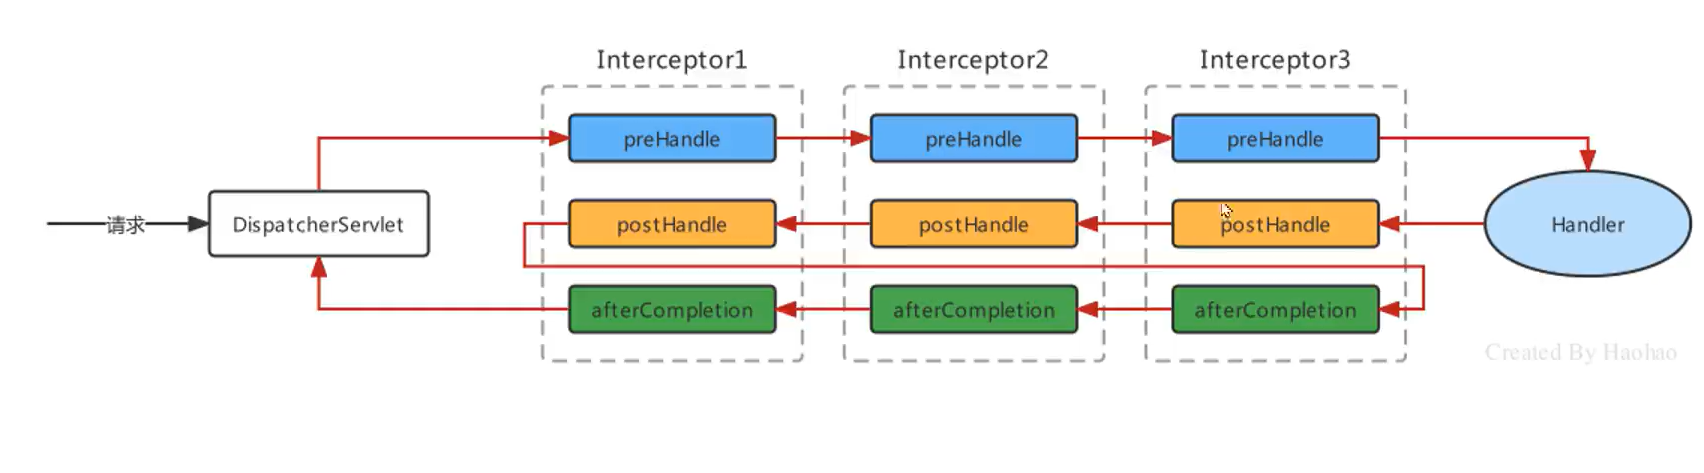 Interceptor1
Interceptor2
Interceptor3
preHandle
preHandle
preHandle
请求
DispatcherServlet
postHandle
postHandle
postHandle
Handler
afterCompletion
afterCompletion
afterCompletion
Created By Haohao